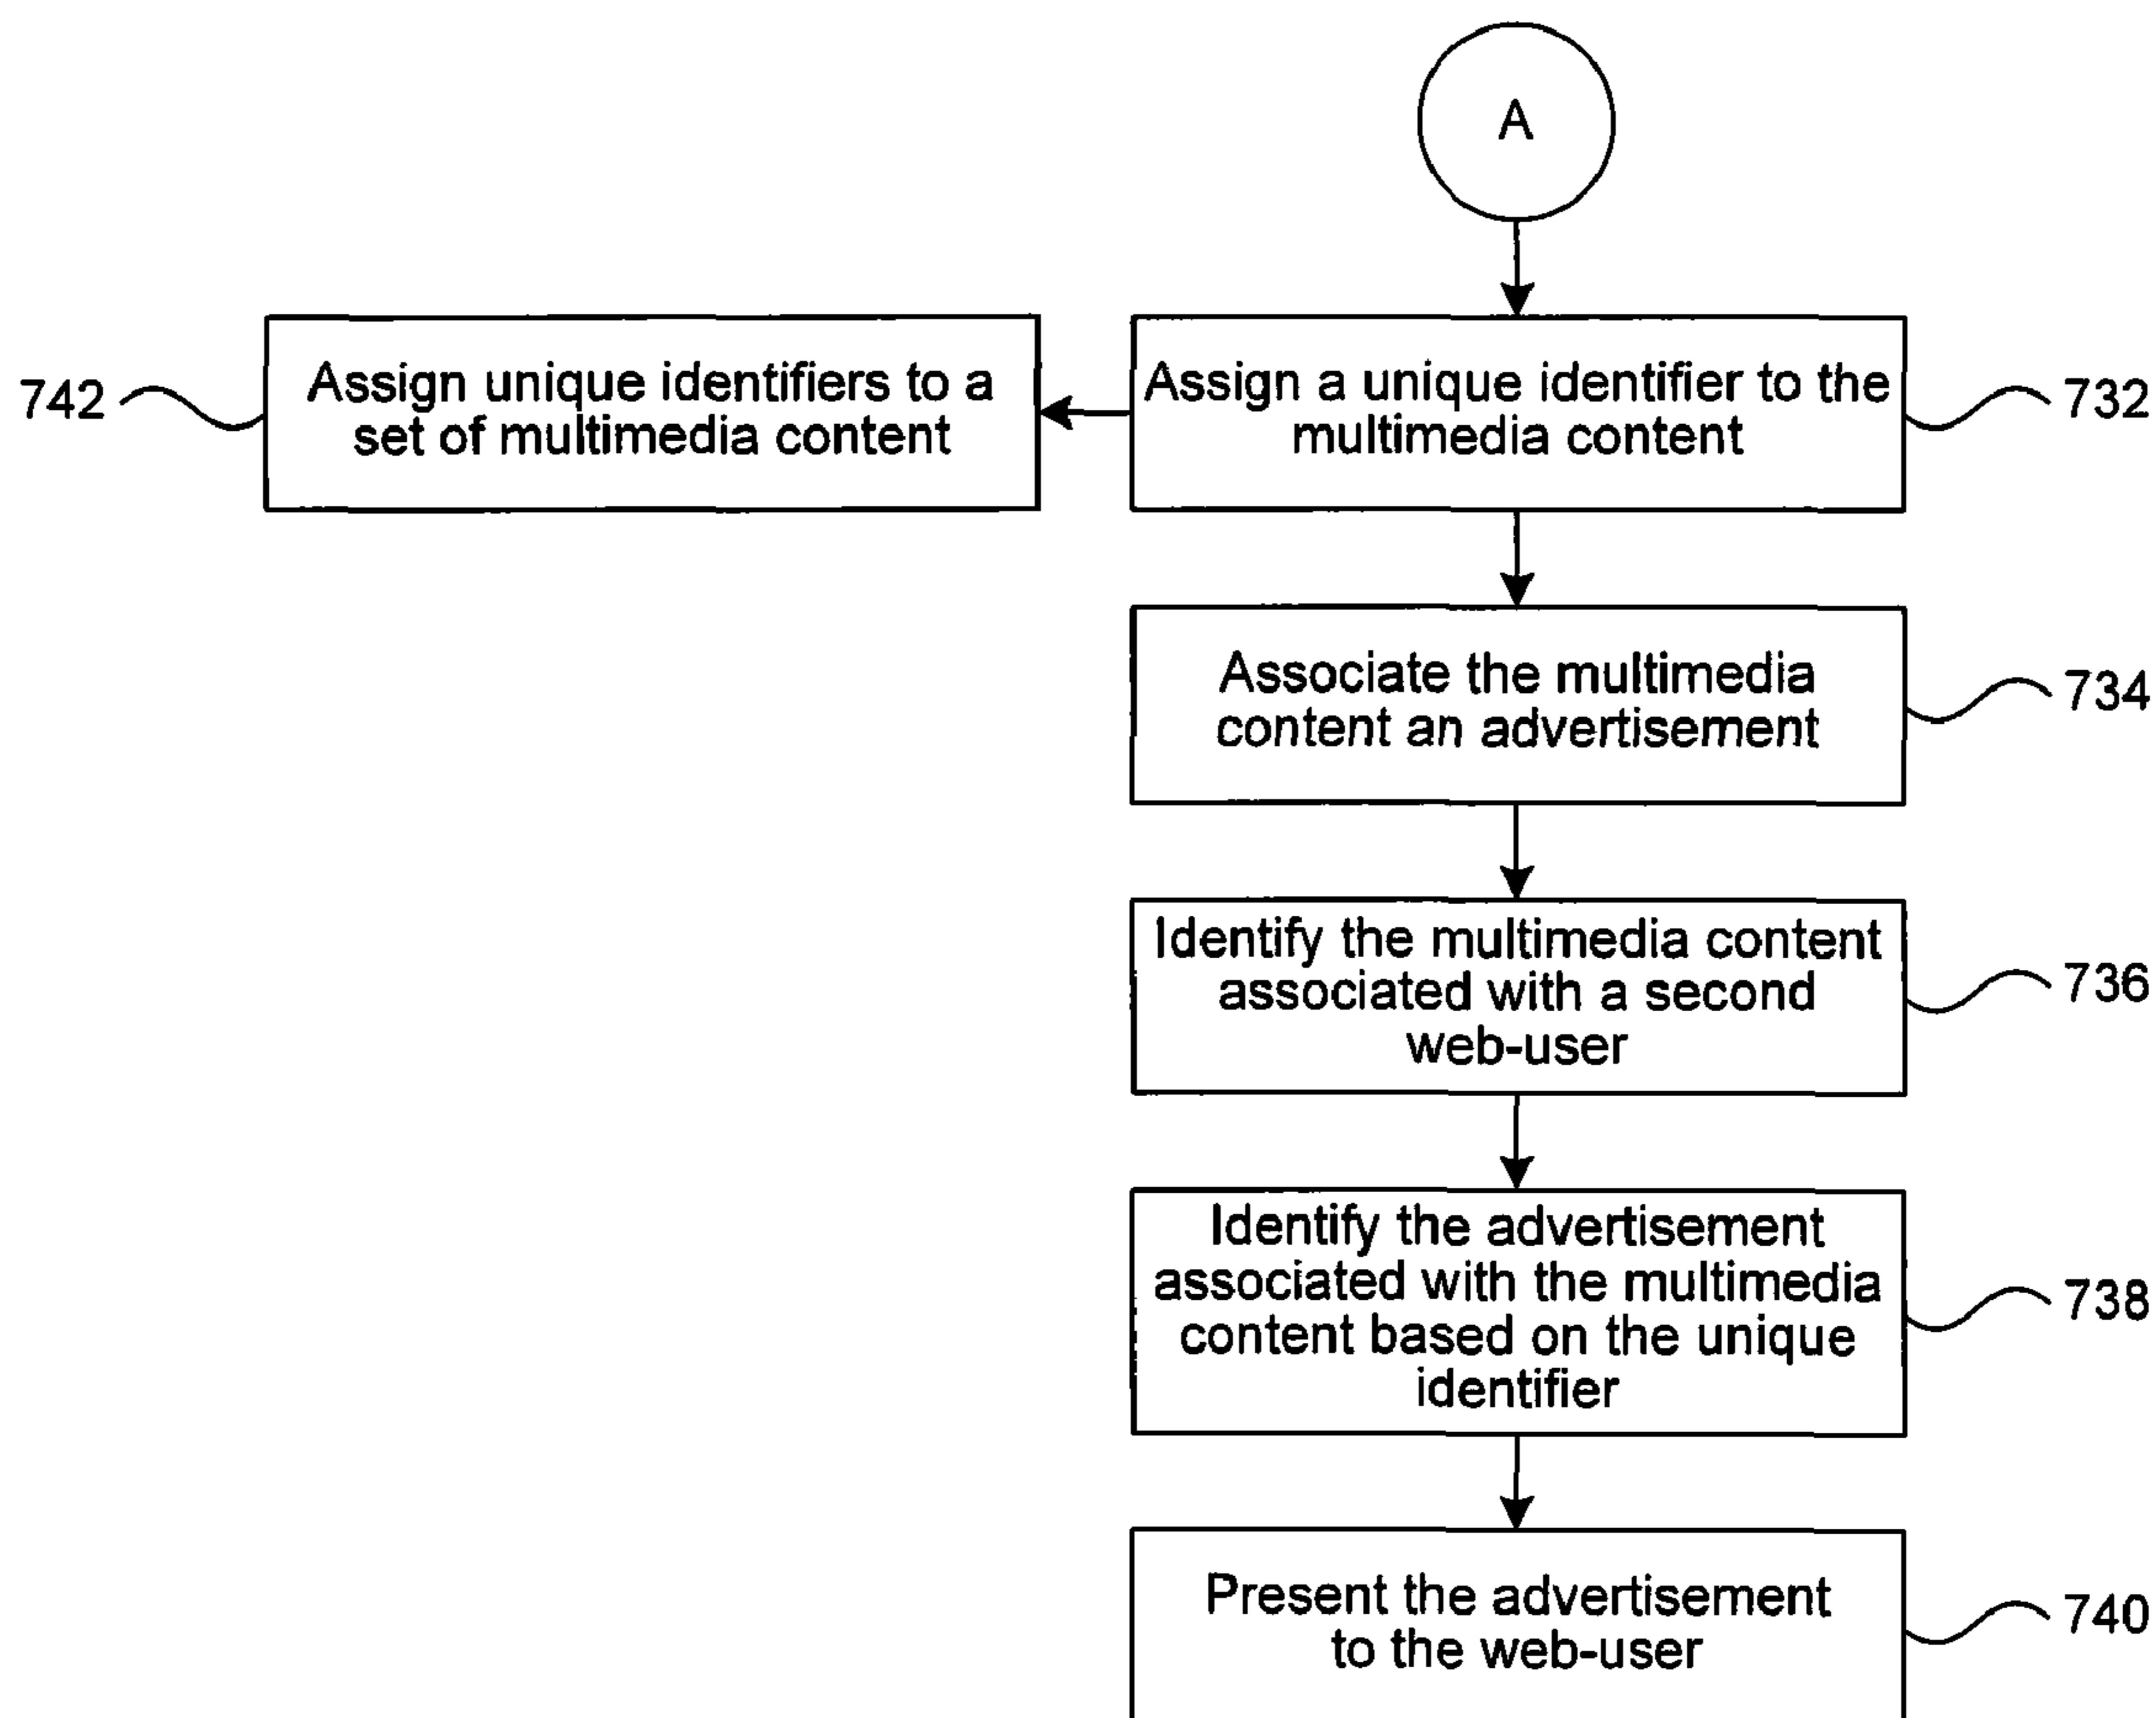 A
742
Assign unique identifiers to a
set of multimedia content
Assign a unique identifier to the
multimedia content
732
Associate the multimedia
content an advertisement
734
Identify the multimedia content
associated with a second
web-user
736
Identify the advertisement
associated with the multimedia
content based on the unique
identifier
738
Present the advertisement
to the web-user
740